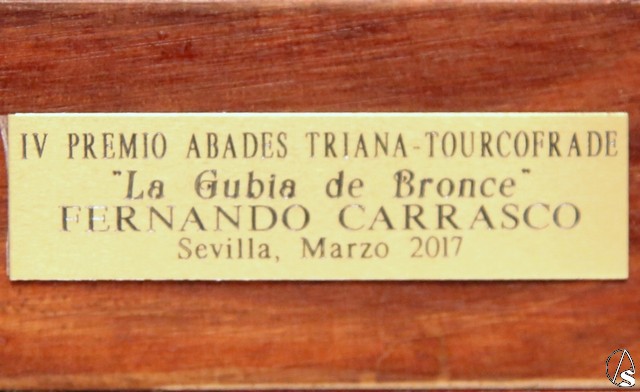 IV PREMIO ABADES TRIANA-TOURCOFRADE
"La Gubia de Bronce"
FERNANDO CARRASCO
Sevilla, Marzo 2017